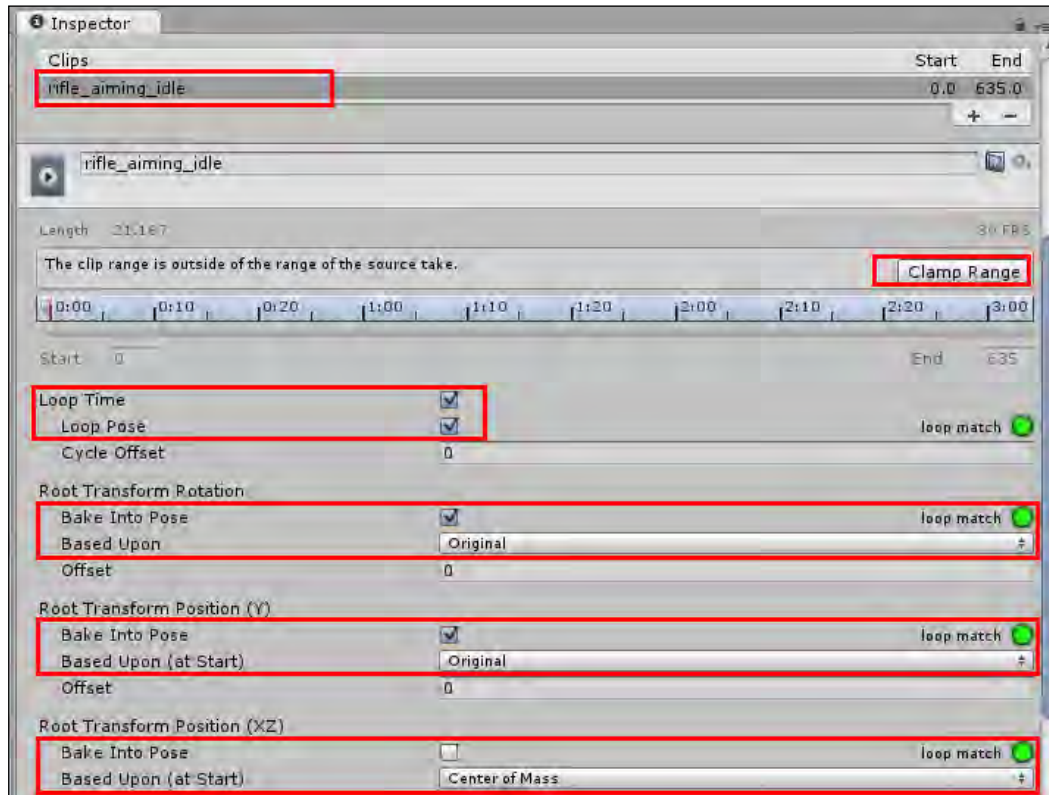 Inspector
Clips Start End
rifle_aiming_idle 0.0 635.0
+ −
rifle_aiming_idle
Length 21.167 30 FPS
The clip range is outside of the range of the source take.
Clamp Range
0:00 0:10 0:20 1:00 1:10 1:20 2:00 2:10 2:20 3:00
Start 0 End 635
Loop Time
Loop Pose loop match
Cycle Offset 0
Root Transform Rotation
Bake Into Pose loop match
Based Upon Original
Offset 0
Root Transform Position (Y)
Bake Into Pose loop match
Based Upon (at Start) Original
Offset 0
Root Transform Position (XZ)
Bake Into Pose loop match
Based Upon (at Start) Center of Mass